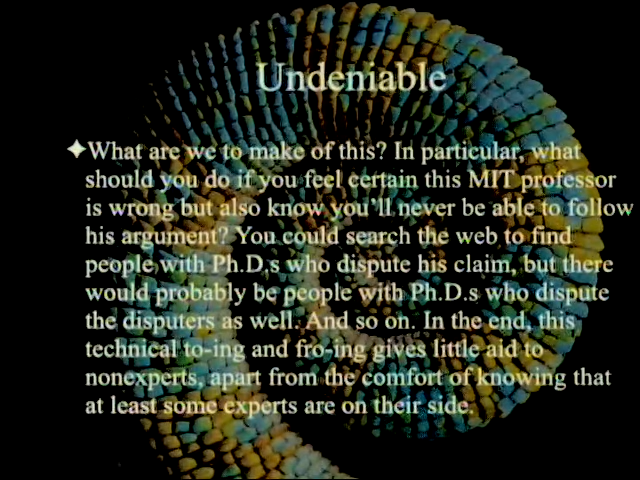 Undeniable
✦What are we to make of this? In particular, what
should you do if you feel certain this MIT professor
is wrong but also know you'll never be able to follow
his argument? You could search the web to find
people with Ph.D.s who dispute his claim, but there
would probably be people with Ph.D.s who dispute
the disputers as well. And so on. In the end, this
technical to-ing and fro-ing gives little aid to
nonexperts, apart from the comfort of knowing that
at least some experts are on their side.